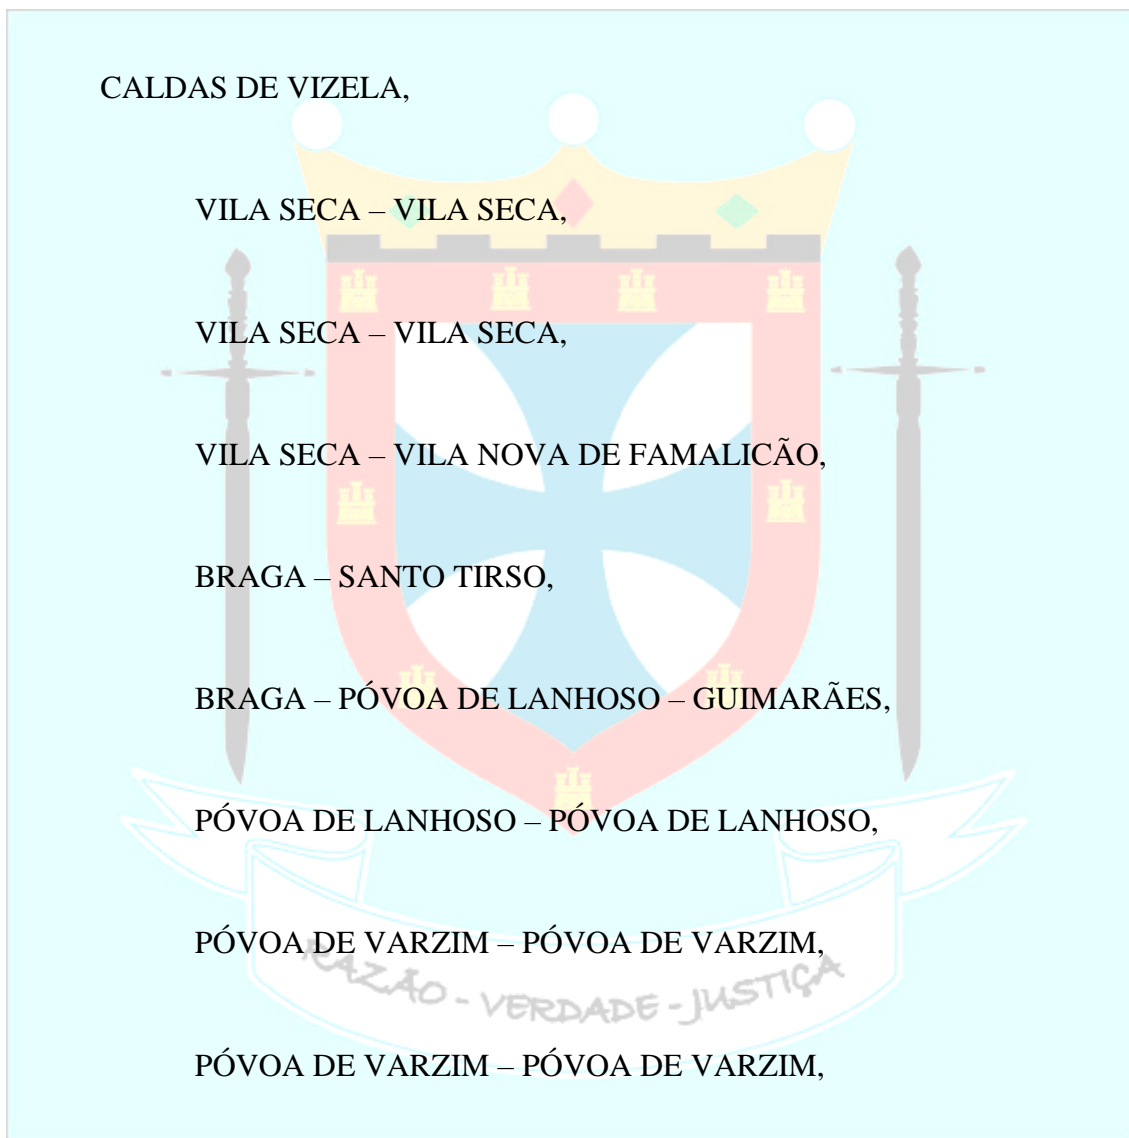 CALDAS DE VIZELA,
VILA SECA – VILA SECA,
VILA SECA – VILA SECA,
VILA SECA – VILA NOVA DE FAMALICÃO,
BRAGA – SANTO TIRSO,
BRAGA – PÓVOA DE LANHOSO – GUIMARÃES,
PÓVOA DE LANHOSO – PÓVOA DE LANHOSO,
PÓVOA DE VARZIM – PÓVOA DE VARZIM,
RAZÃO - VERDADE - JUSTIÇA
PÓVOA DE VARZIM – PÓVOA DE VARZIM,